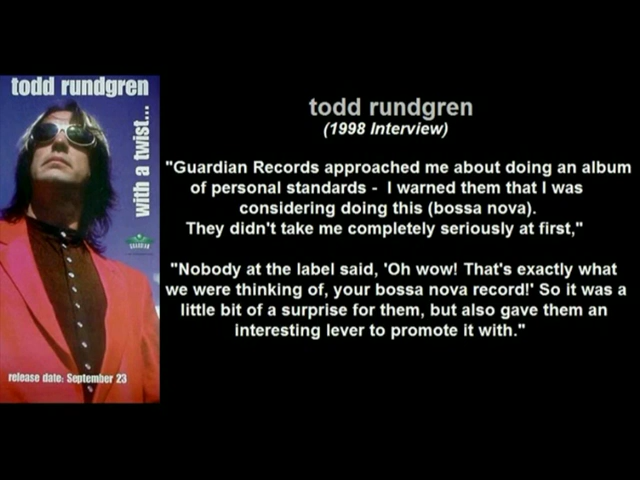 todd rundgren
with a twist...
GUARDIAN
release date: September 23
todd rundgren
(1998 Interview)
"Guardian Records approached me about doing an album
of personal standards -  I warned them that I was
considering doing this (bossa nova).
They didn't take me completely seriously at first,"
"Nobody at the label said, 'Oh wow! That's exactly what
we were thinking of, your bossa nova record!' So it was a
little bit of a surprise for them, but also gave them an
interesting lever to promote it with."